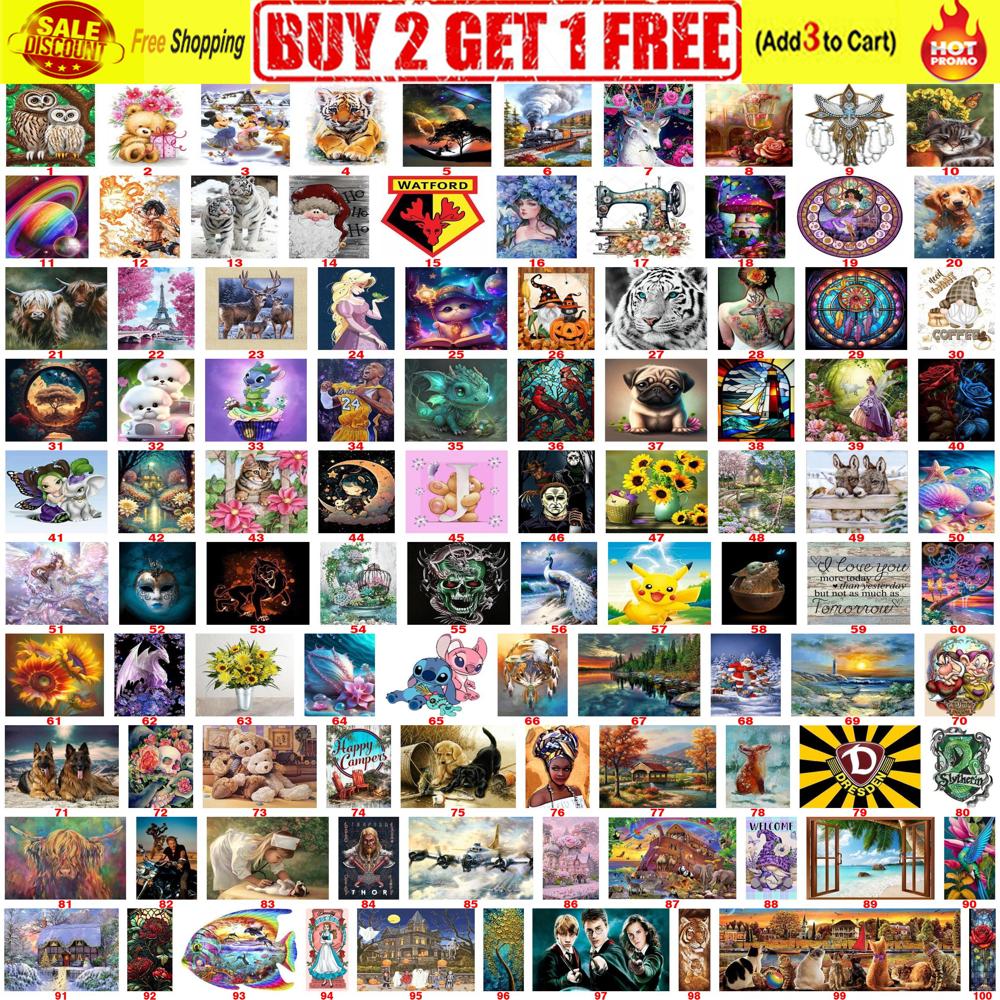 SALE
DISCOUNT
Free Shopping
BUY 2 GET 1 FREE
(Add 3 to Cart)
HOT
PROMO
1 2 3 4 5 6 7 8 9 10
WATFORD
Ho
Ho
Ho
11 12 13 14 15 16 17 18 19 20
COFFEE
21 22 23 24 25 26 27 28 29 30
24
31 32 33 34 35 36 37 38 39 40
J
41 42 43 44 45 46 47 48 49 50
I love you
more today
than yesterday
but not as much as
Tomorrow
51 52 53 54 55 56 57 58 59 60
61 62 63 64 65 66 67 68 69 70
Happy
Campers
D
DRESDEN
Slytherin
71 72 73 74 75 76 77 78 79 80
THOR
WELCOME
81 82 83 84 85 86 87 88 89 90
91 92 93 94 95 96 97 98 99 100